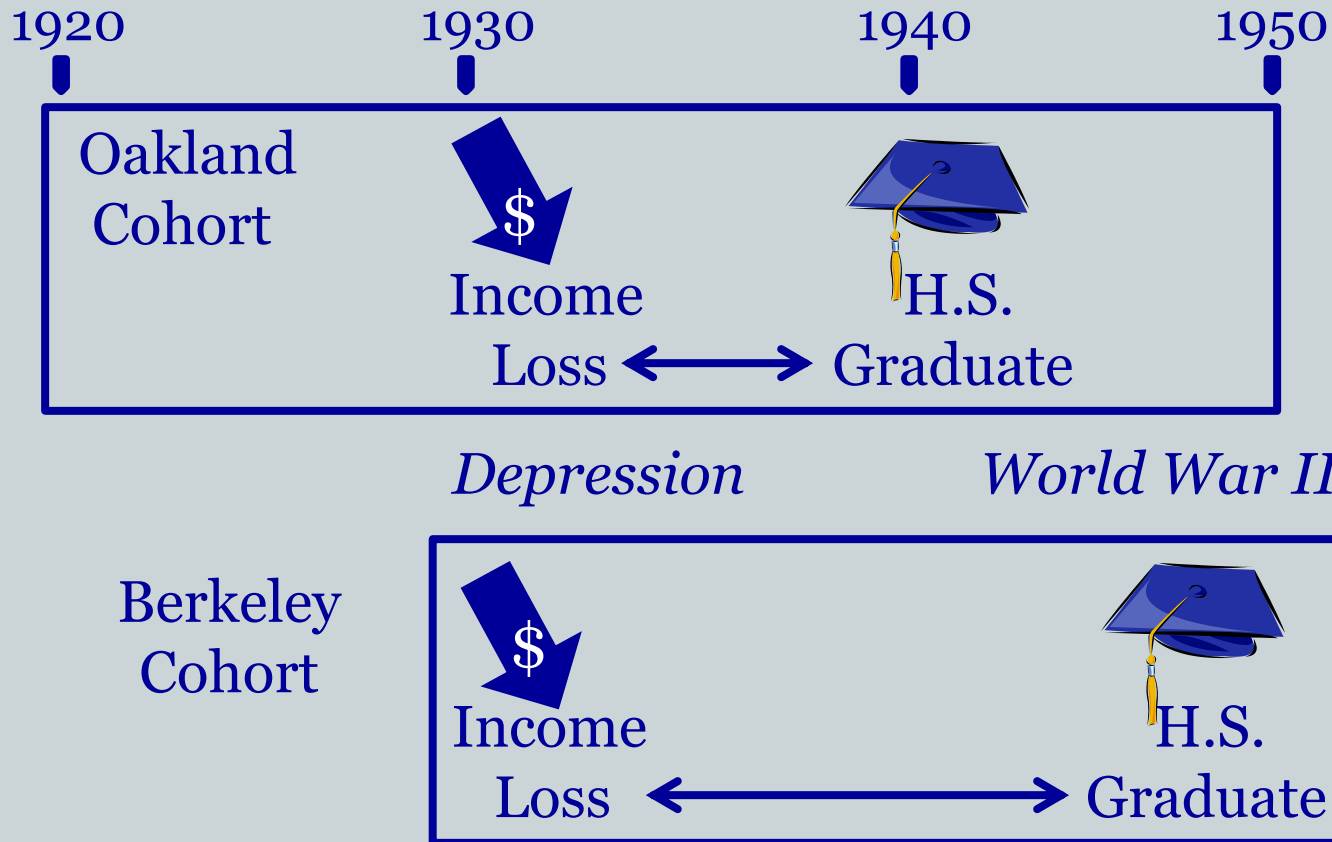 1920 1930 1940 1950
Oakland
Cohort
$
Income
Loss
H.S.
Graduate
Depression World War II
Berkeley
Cohort
$
Income
Loss
H.S.
Graduate